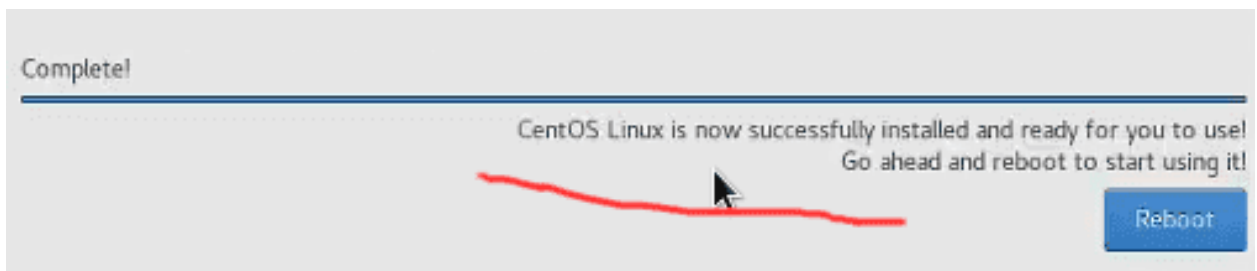 Complete!
CentOS Linux is now successfully installed and ready for you to use!
Go ahead and reboot to start using it!
Reboot